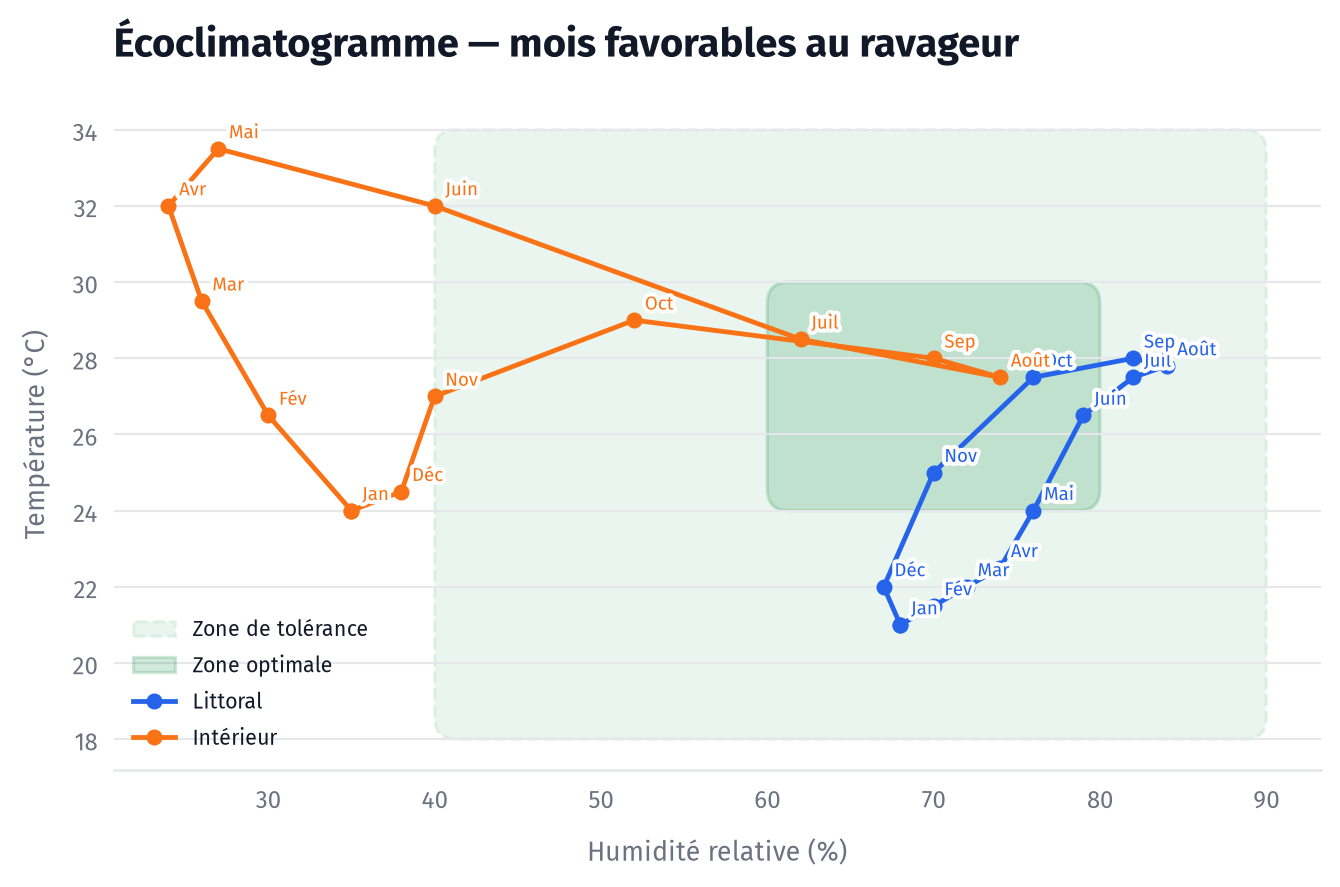 Écoclimatogramme — mois favorables au ravageur
34
32
30
28
26
24
22
20
18
Température (°C)
Mai
Avr
Juin
Mar
Oct
Juil
Sep
Août
Oct
Sep
Août
Juil
Fév
Nov
Juin
Jan
Déc
Nov
Mai
Avr
Déc
Mar
Fév
Jan
Zone de tolérance
Zone optimale
Littoral
Intérieur
30 40 50 60 70 80 90
Humidité relative (%)